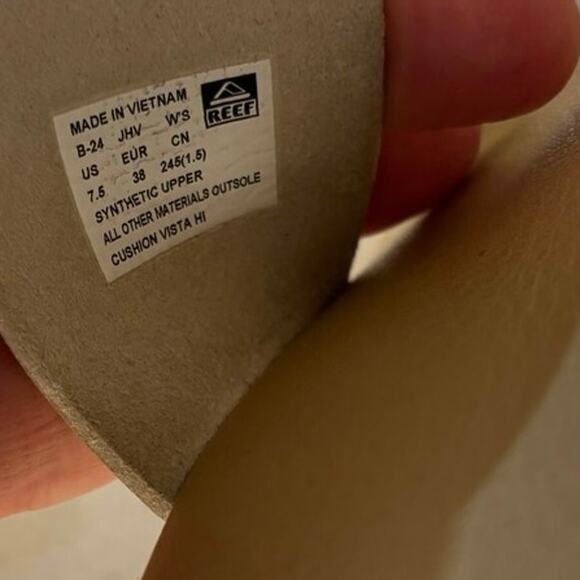 MADE IN VIETNAM
REEF
B-24 JHV W'S
US EUR CN
7.5 38 245(1.5)
SYNTHETIC UPPER
ALL OTHER MATERIALS OUTSOLE
CUSHION VISTA HI